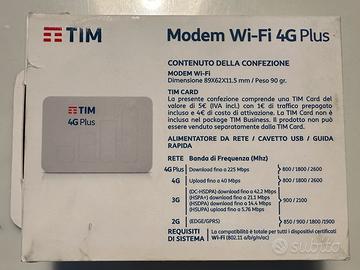 TIM
Modem Wi-Fi 4G Plus
CONTENUTO DELLA CONFEZIONE
MODEM Wi-Fi
Dimensione 89X62X11.5 mm / Peso 90 gr.
TIM CARD
La presente confezione comprende una TIM Card
del valore di 5€ (IVA incl.) con 1€ di traffico prepagato
incluso e 4€ di costo di attivazione. La TIM Card non è
inclusa nel package TIM Business. Il prodotto non può
essere venduto separatamente dalla TIM Card.
ALIMENTATORE DA RETE / CAVETTO USB / GUIDA
RAPIDA
TIM
4G Plus
RETE Banda di Frequenza (Mhz)
4G Plus Download fino a 225 Mbps 800 / 1800 / 2600
4G Upload fino a 40 Mbps 800 / 1800 / 2600
3G (DC-HSDPA) download fino a 42.2 Mbps
(HSPA+) download fino a 21.1 Mbps
(HSDPA) download fino a 14.4 Mbps
(HSUPA) upload fino a 5,76 Mbps
900 / 2100
2G (EDGE/GPRS) 850 / 900 / 1800 / 1900
REQUISITI DI SISTEMA
La compatibilità è totale per tutti i dispositivi certificati
Wi-Fi (802.11 a/b/g/n/ac)
subito